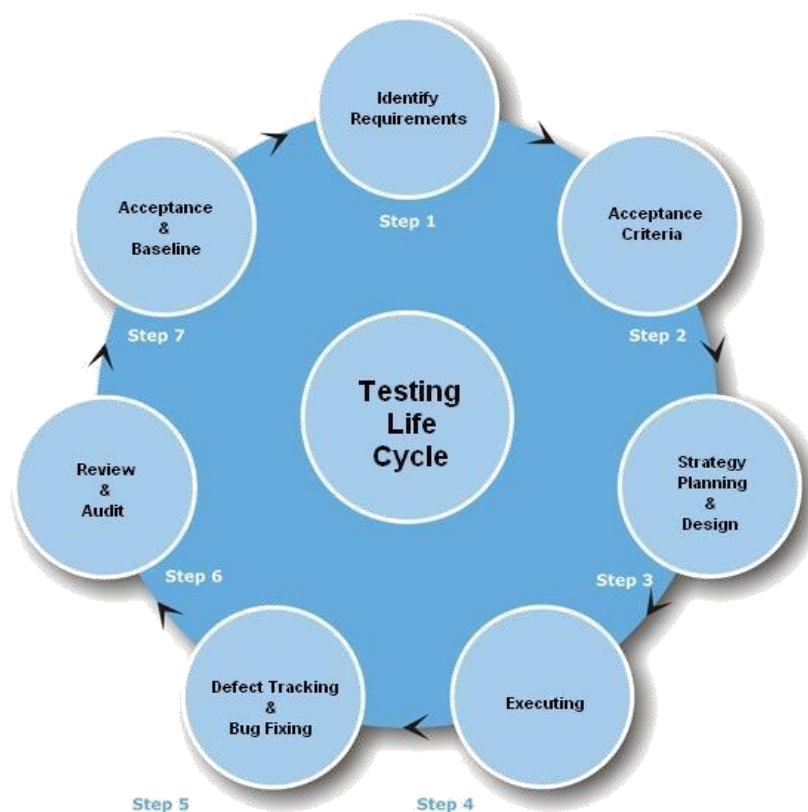 Identify
Requirements
Step 1
Acceptance
Criteria
Step 2
Strategy
Planning
&
Design
Step 3
Executing
Step 4
Defect Tracking
&
Bug Fixing
Step 5
Review
&
Audit
Step 6
Acceptance
&
Baseline
Step 7
Testing
Life
Cycle